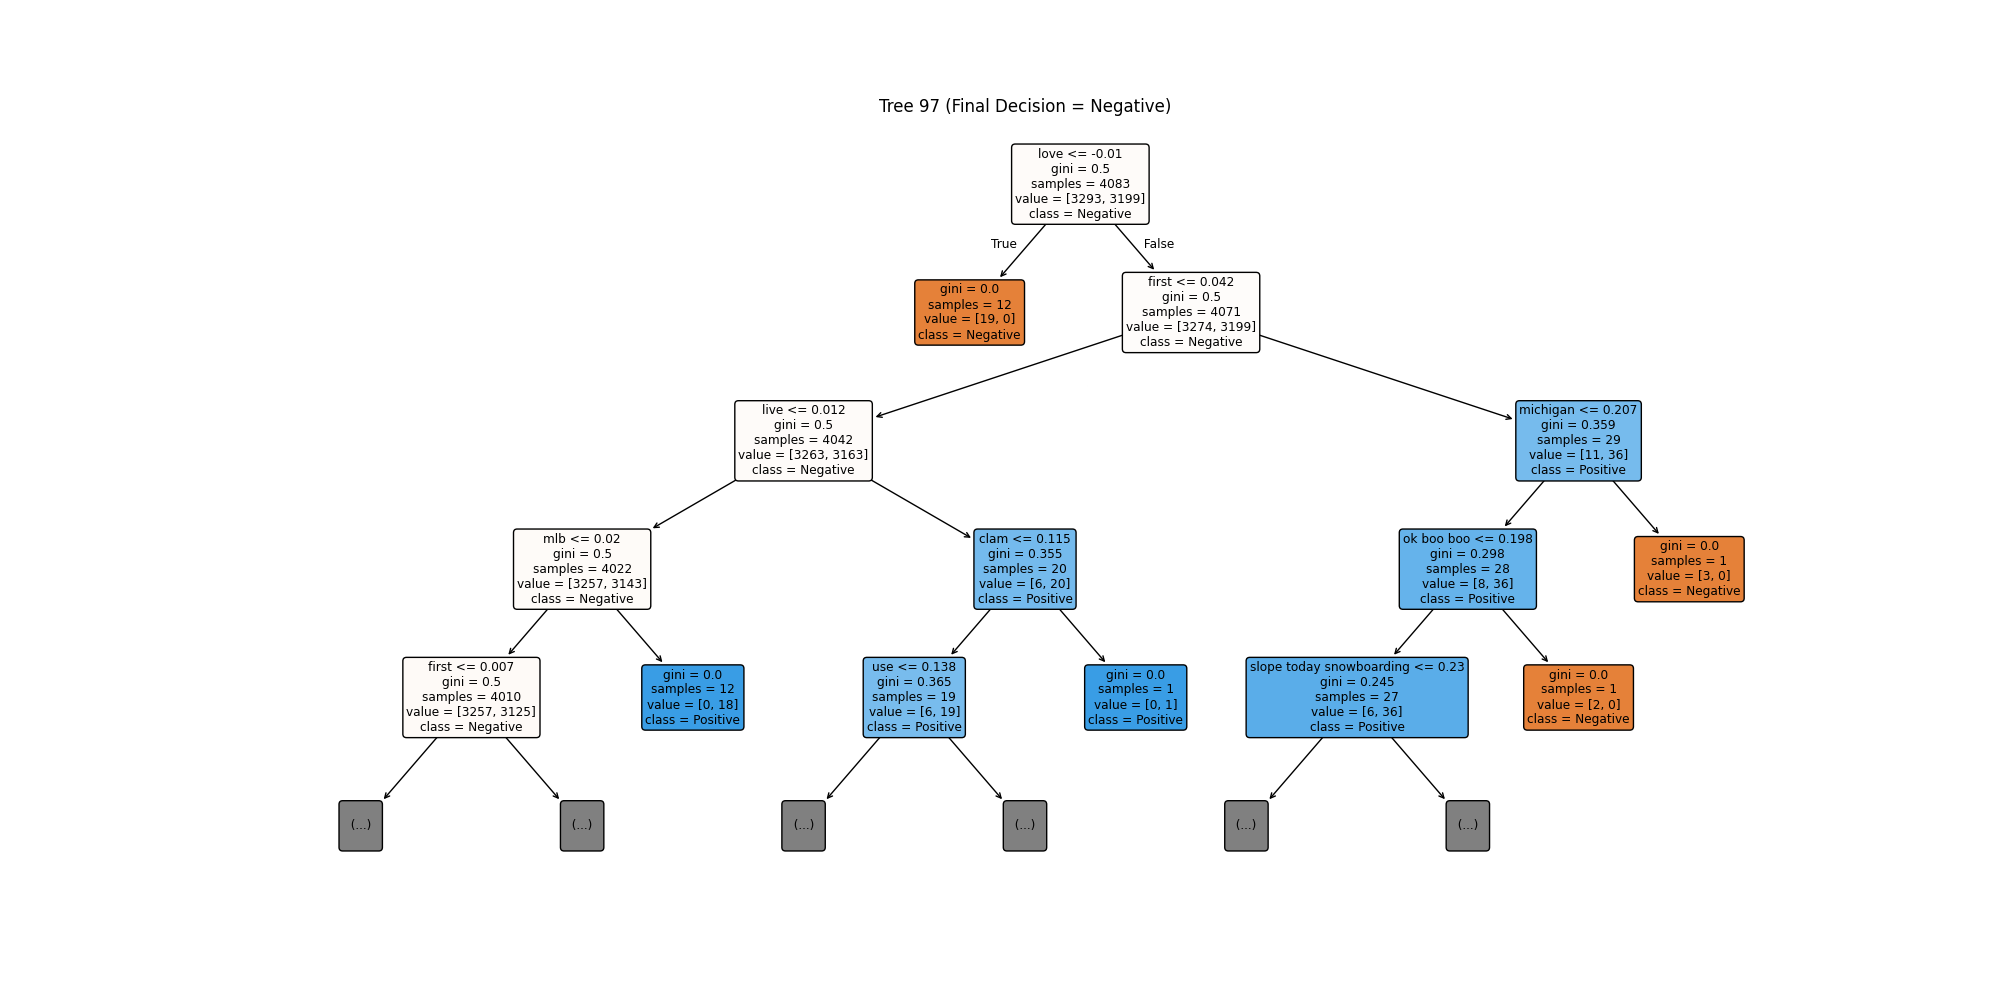 Tree 97 (Final Decision = Negative)
love <= -0.01
gini = 0.5
samples = 4083
value = [3293, 3199]
class = Negative
True
False
gini = 0.0
samples = 12
value = [19, 0]
class = Negative
first <= 0.042
gini = 0.5
samples = 4071
value = [3274, 3199]
class = Negative
live <= 0.012
gini = 0.5
samples = 4042
value = [3263, 3163]
class = Negative
michigan <= 0.207
gini = 0.359
samples = 29
value = [11, 36]
class = Positive
mlb <= 0.02
gini = 0.5
samples = 4022
value = [3257, 3143]
class = Negative
clam <= 0.115
gini = 0.355
samples = 20
value = [6, 20]
class = Positive
ok boo boo <= 0.198
gini = 0.298
samples = 28
value = [8, 36]
class = Positive
gini = 0.0
samples = 1
value = [3, 0]
class = Negative
first <= 0.007
gini = 0.5
samples = 4010
value = [3257, 3125]
class = Negative
gini = 0.0
samples = 12
value = [0, 18]
class = Positive
use <= 0.138
gini = 0.365
samples = 19
value = [6, 19]
class = Positive
gini = 0.0
samples = 1
value = [0, 1]
class = Positive
slope today snowboarding <= 0.23
gini = 0.245
samples = 27
value = [6, 36]
class = Positive
gini = 0.0
samples = 1
value = [2, 0]
class = Negative
(...)
(...)
(...)
(...)
(...)
(...)